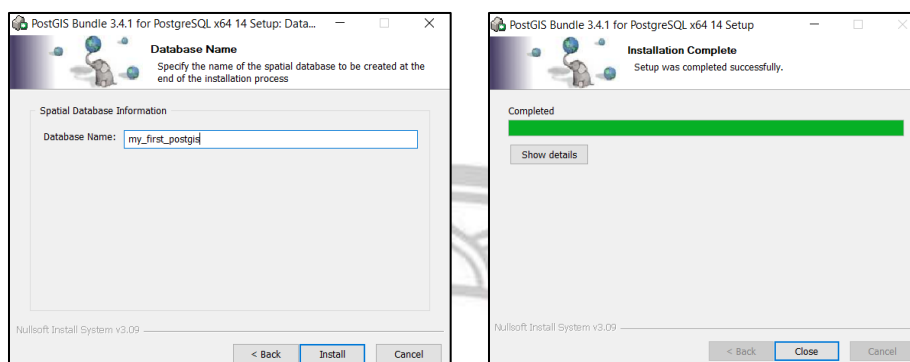 PostGIS Bundle 3.4.1 for PostgreSQL x64 14 Setup: Data...
Database Name
Specify the name of the spatial database to be created at the
end of the installation process
Spatial Database Information
Database Name:
my_first_postgis
Nullsoft Install System v3.09
< Back
Install
Cancel
PostGIS Bundle 3.4.1 for PostgreSQL x64 14 Setup
Installation Complete
Setup was completed successfully.
Completed
Show details
Nullsoft Install System v3.09
< Back
Close
Cancel